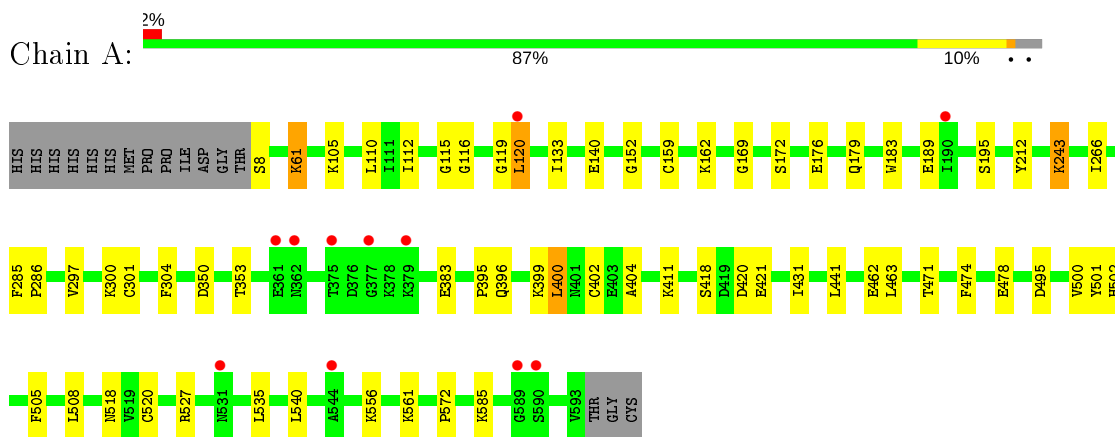 2%
Chain A:
87%
10%
HIS HIS HIS HIS HIS HIS MET PRO PRO ILE ASP GLY THR S8 K61 K105 L110 I111 I112 G115 G116 G119 L120 I133 E140 G152 C159 K162 G169 S172 E176 Q179 W183 E189 I190 S195 Y212 K243 I266
F285 P286 V297 K300 C301 F304 D350 T353 E361 N362 T375 D376 G377 K378 K379 E383 P395 Q396 K399 L400 N401 C402 E403 A404 K411 S418 D419 D420 E421 I431 L441 E462 L463 T471 F474 E478 D495 V500 Y501 H502
F505 L508 N518 V519 C520 R527 N531 L535 L540 A544 K556 K561 P572 K585 G589 S590 V593 THR GLY CYS